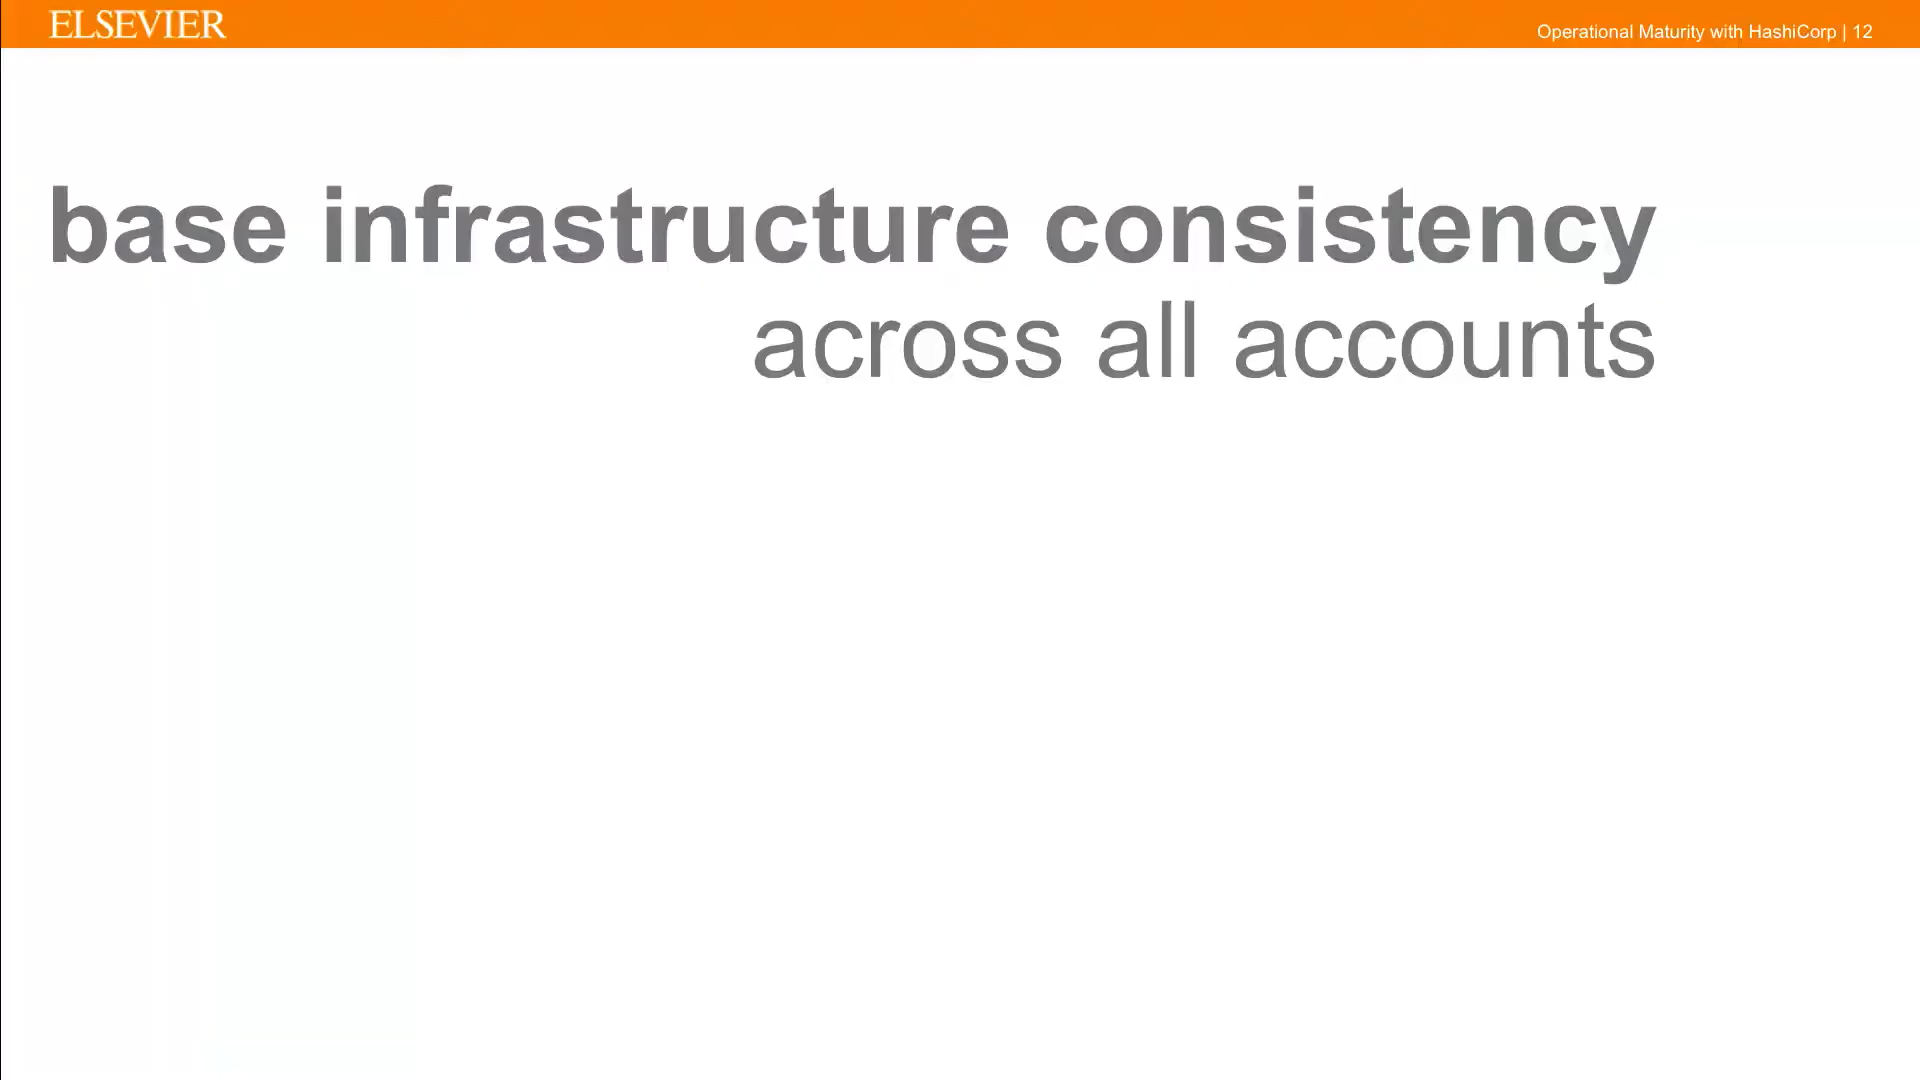 ELSEVIER
Operational Maturity with HashiCorp | 12
base infrastructure consistency
across all accounts